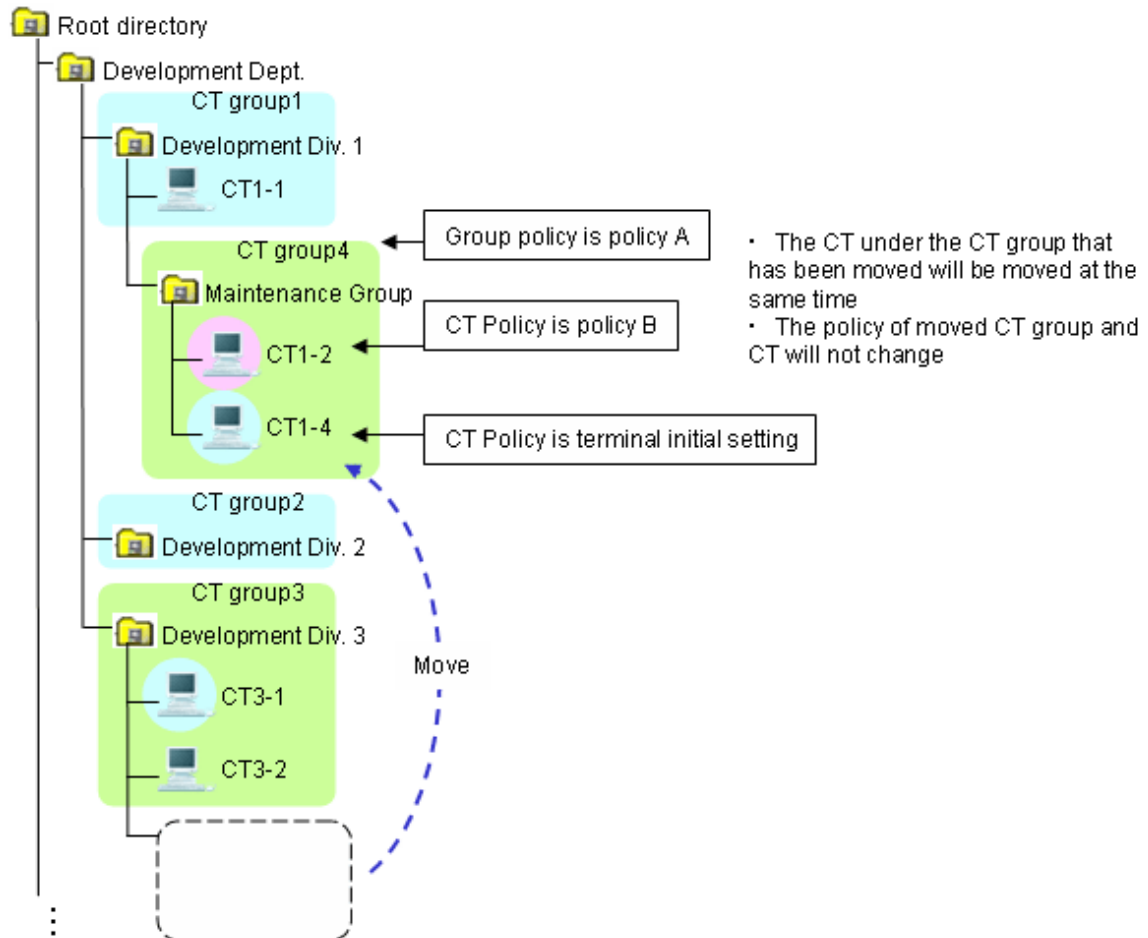 Root directory
Development Dept.
CT group1
Development Div. 1
CT1-1
CT group4
Group policy is policy A
Maintenance Group
CT1-2
CT Policy is policy B
CT1-4
CT Policy is terminal initial setting
・ The CT under the CT group that
has been moved will be moved at the
same time
・ The policy of moved CT group and
CT will not change
CT group2
Development Div. 2
CT group3
Development Div. 3
CT3-1
Move
CT3-2